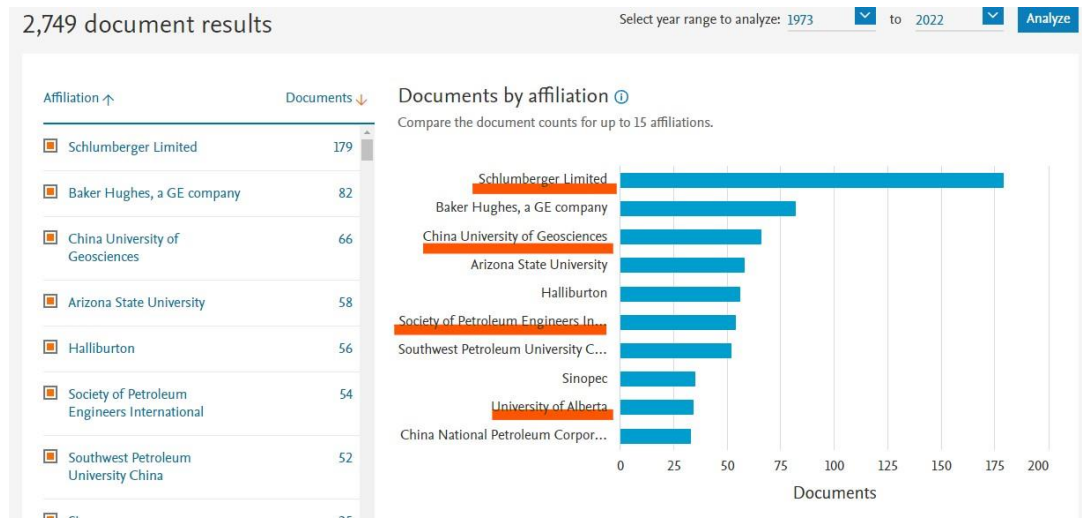 2,749 document results
Select year range to analyze: 1973 to 2022 Analyze
Affiliation ↑ Documents ↓
Schlumberger Limited 179
Baker Hughes, a GE company 82
China University of
Geosciences 66
Arizona State University 58
Halliburton 56
Society of Petroleum
Engineers International 54
Southwest Petroleum
University China 52
Documents by affiliation
Compare the document counts for up to 15 affiliations.
Schlumberger Limited
Baker Hughes, a GE company
China University of Geosciences
Arizona State University
Halliburton
Society of Petroleum Engineers In...
Southwest Petroleum University C...
Sinopec
University of Alberta
China National Petroleum Corpor...
0 25 50 75 100 125 150 175 200
Documents